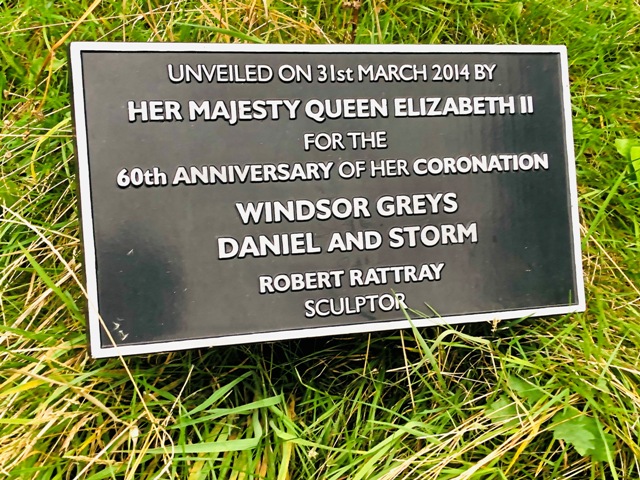 UNVEILED ON 31st MARCH 2014 BY
HER MAJESTY QUEEN ELIZABETH II
FOR THE
60th ANNIVERSARY OF HER CORONATION
WINDSOR GREYS
DANIEL AND STORM
ROBERT RATTRAY
SCULPTOR